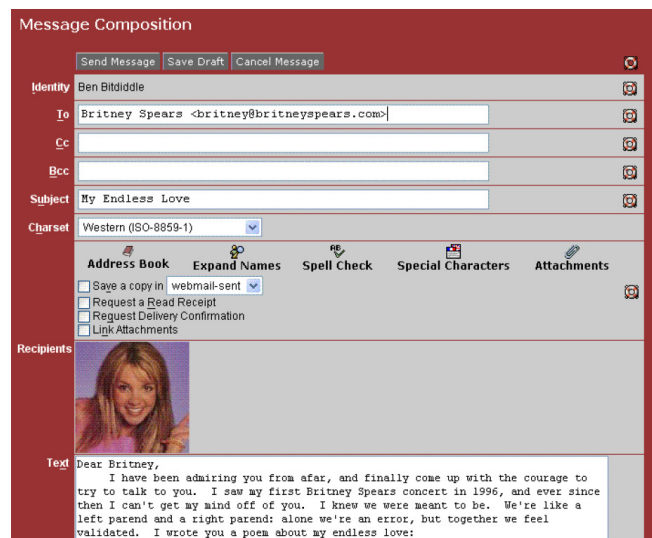 Message Composition
Send Message Save Draft Cancel Message
Identity Ben Bitdiddle
To Britney Spears <britney@britneyspears.com>
Cc
Bcc
Subject My Endless Love
Charset Western (ISO-8859-1)
Address Book Expand Names Spell Check Special Characters Attachments
Save a copy in webmail-sent
Request a Read Receipt
Request Delivery Confirmation
Link Attachments
Recipients
Text Dear Britney,
I have been admiring you from afar, and finally come up with the courage to
try to talk to you. I saw my first Britney Spears concert in 1996, and ever since
then I can't get my mind off of you. I knew we were meant to be. We're like a
left parend and a right parend: alone we're an error, but together we feel
validated. I wrote you a poem about my endless love: